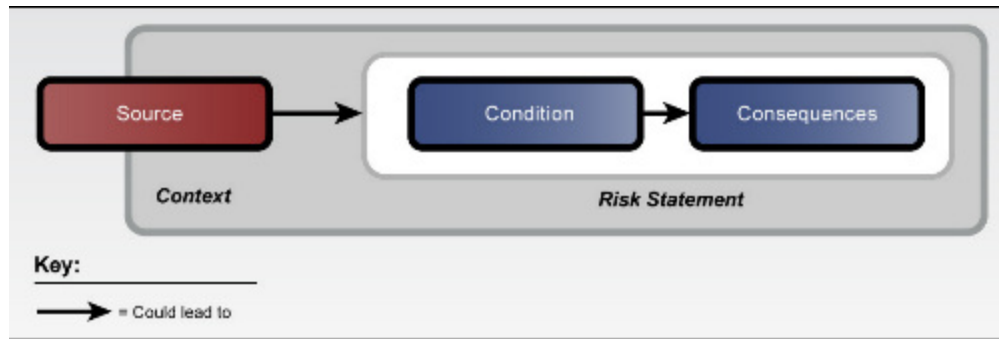 Source
Condition
Consequences
Context
Risk Statement
Key:
= Could lead to